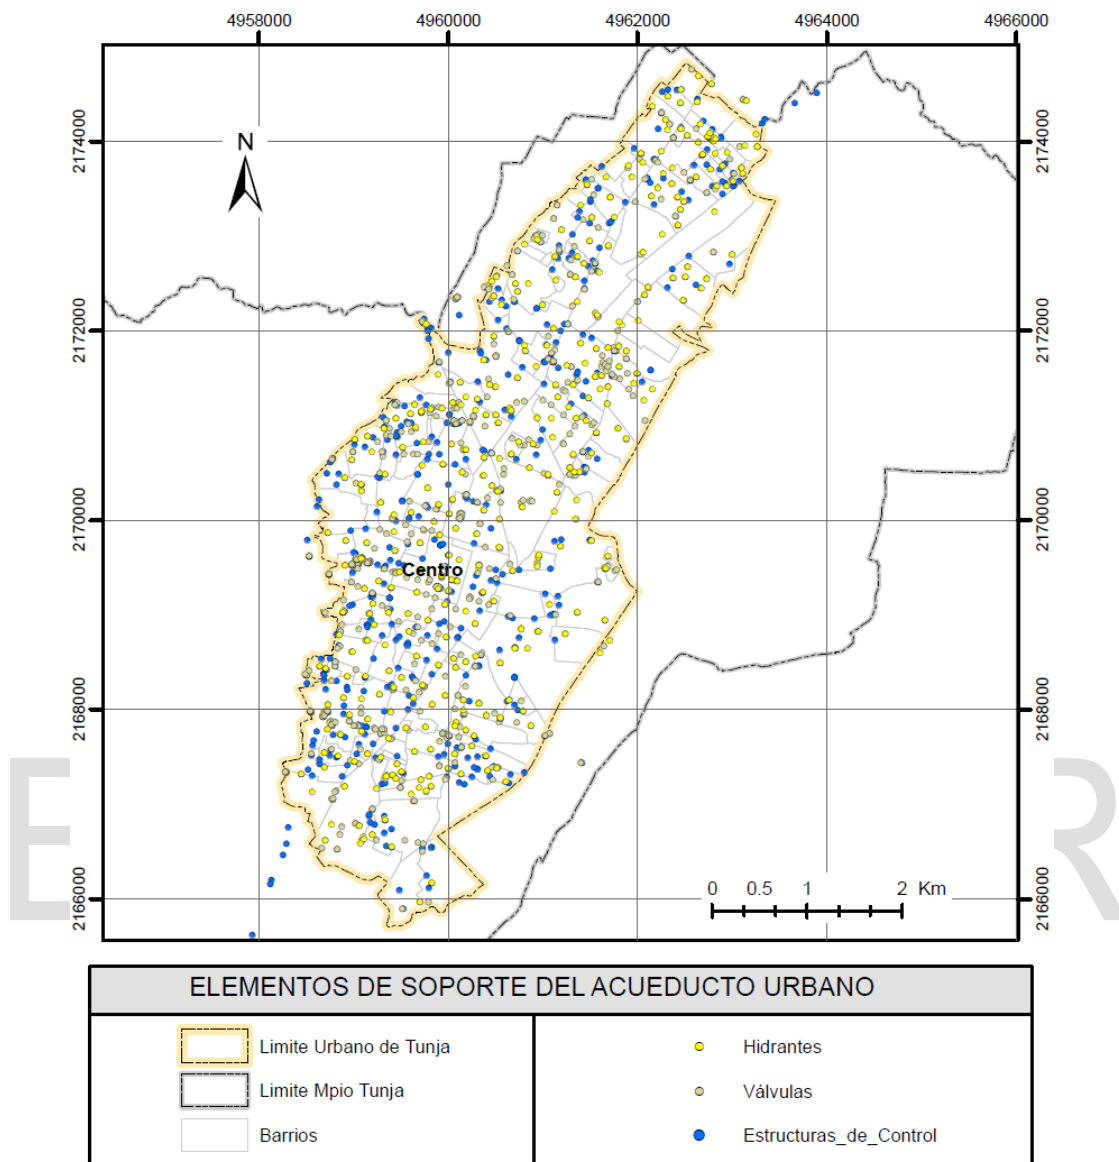 4958000 4960000 4962000 4964000 4966000
2174000 2174000
N
2172000 2172000
2170000 2170000
Centro
2168000 2168000
E R
0 0.5 1 2 Km
2166000 2166000
ELEMENTOS DE SOPORTE DEL ACUEDUCTO URBANO
Limite Urbano de Tunja Hidrantes
Limite Mpio Tunja Válvulas
Barrios Estructuras_de_Control